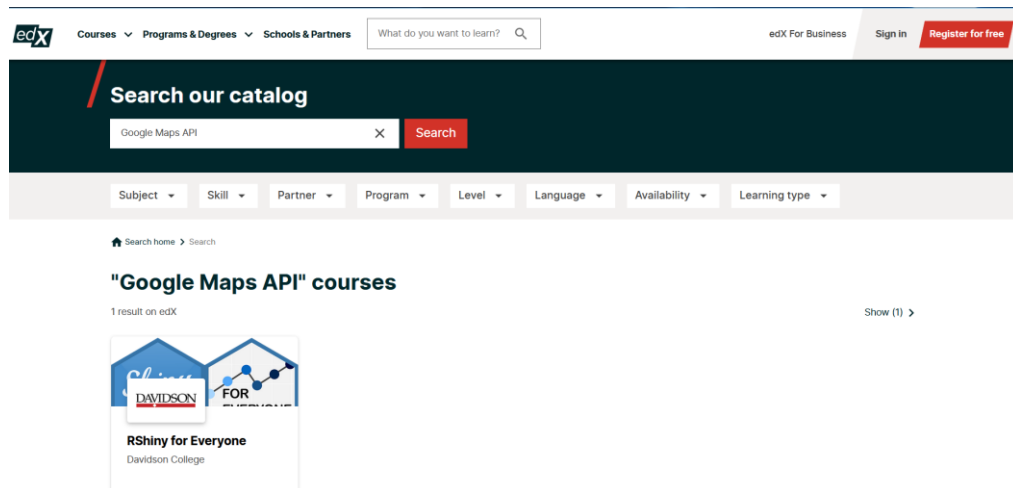 edX Courses Programs & Degrees Schools & Partners What do you want to learn? edX For Business Sign in Register for free
Search our catalog
Google Maps API Search
Subject Skill Partner Program Level Language Availability Learning type
Search home Search
"Google Maps API" courses
1 result on edX Show (1)
Shiny
DAVIDSON
FOR
EVERYONE
RShiny for Everyone
Davidson College